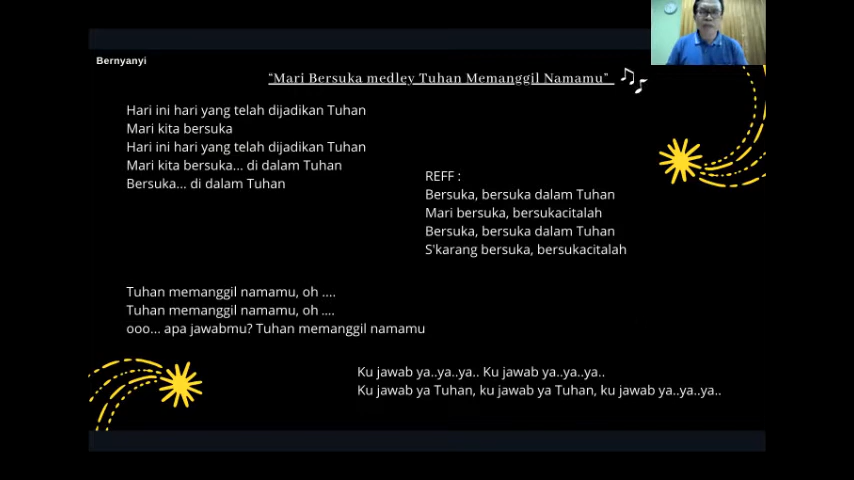 Bernyanyi
"Mari Bersuka medley Tuhan Memanggil Namamu"
Hari ini hari yang telah dijadikan Tuhan
Mari kita bersuka
Hari ini hari yang telah dijadikan Tuhan
Mari kita bersuka... di dalam Tuhan
Bersuka... di dalam Tuhan
REFF :
Bersuka, bersuka dalam Tuhan
Mari bersuka, bersukacitalah
Bersuka, bersuka dalam Tuhan
S'karang bersuka, bersukacitalah
Tuhan memanggil namamu, oh ....
Tuhan memanggil namamu, oh ....
ooo... apa jawabmu? Tuhan memanggil namamu
Ku jawab ya..ya..ya.. Ku jawab ya..ya..ya..
Ku jawab ya Tuhan, ku jawab ya Tuhan, ku jawab ya..ya..ya..